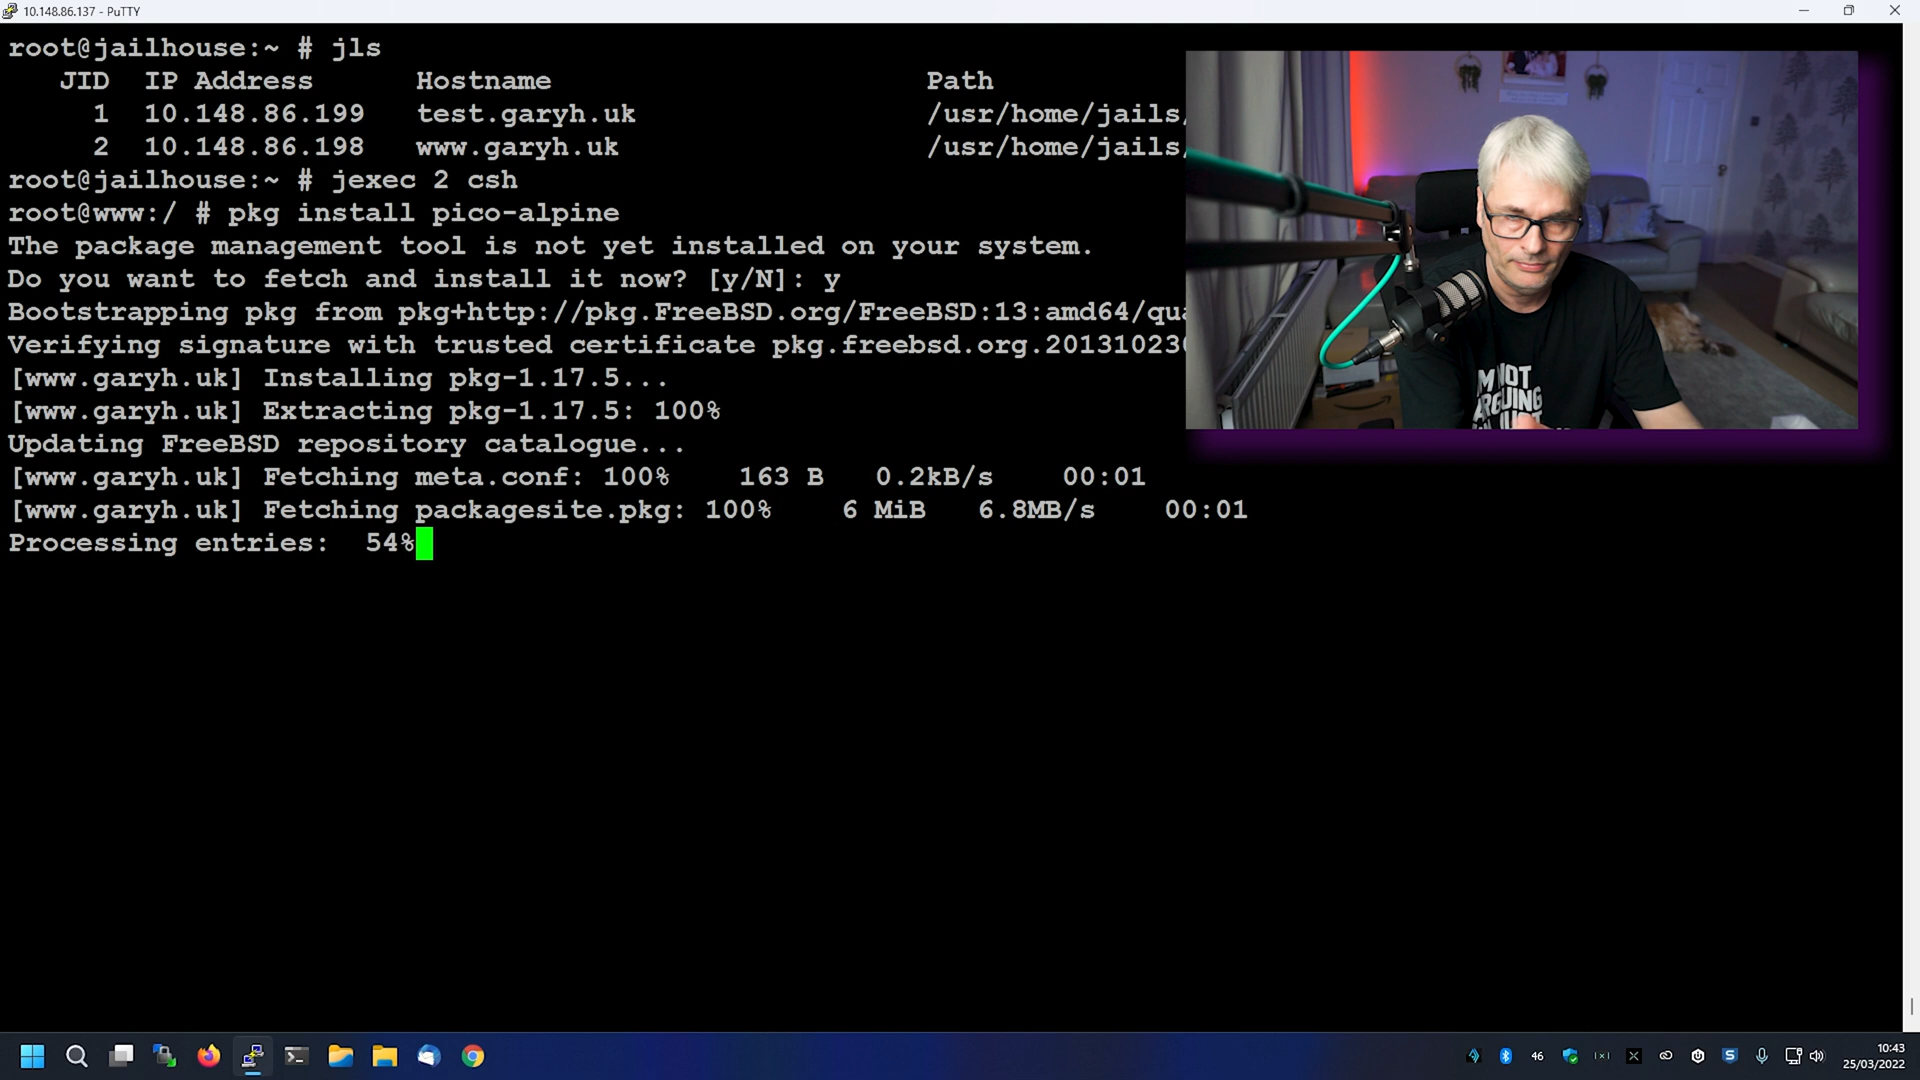 10.148.86.137 - PuTTY
root@jailhouse:~ # jls
JID IP Address Hostname Path
1 10.148.86.199 test.garyh.uk /usr/home/jails/
2 10.148.86.198 www.garyh.uk /usr/home/jails/
root@jailhouse:~ # jexec 2 csh
root@www:/ # pkg install pico-alpine
The package management tool is not yet installed on your system.
Do you want to fetch and install it now? [y/N]: y
Bootstrapping pkg from pkg+http://pkg.FreeBSD.org/FreeBSD:13:amd64/qua
Verifying signature with trusted certificate pkg.freebsd.org.20131023
[www.garyh.uk] Installing pkg-1.17.5...
[www.garyh.uk] Extracting pkg-1.17.5: 100%
Updating FreeBSD repository catalogue...
[www.garyh.uk] Fetching meta.conf: 100% 163 B 0.2kB/s 00:01
[www.garyh.uk] Fetching packagesite.pkg: 100% 6 MiB 6.8MB/s 00:01
Processing entries: 54%
I'M NOT
ARGUING
46
10:43
25/03/2022